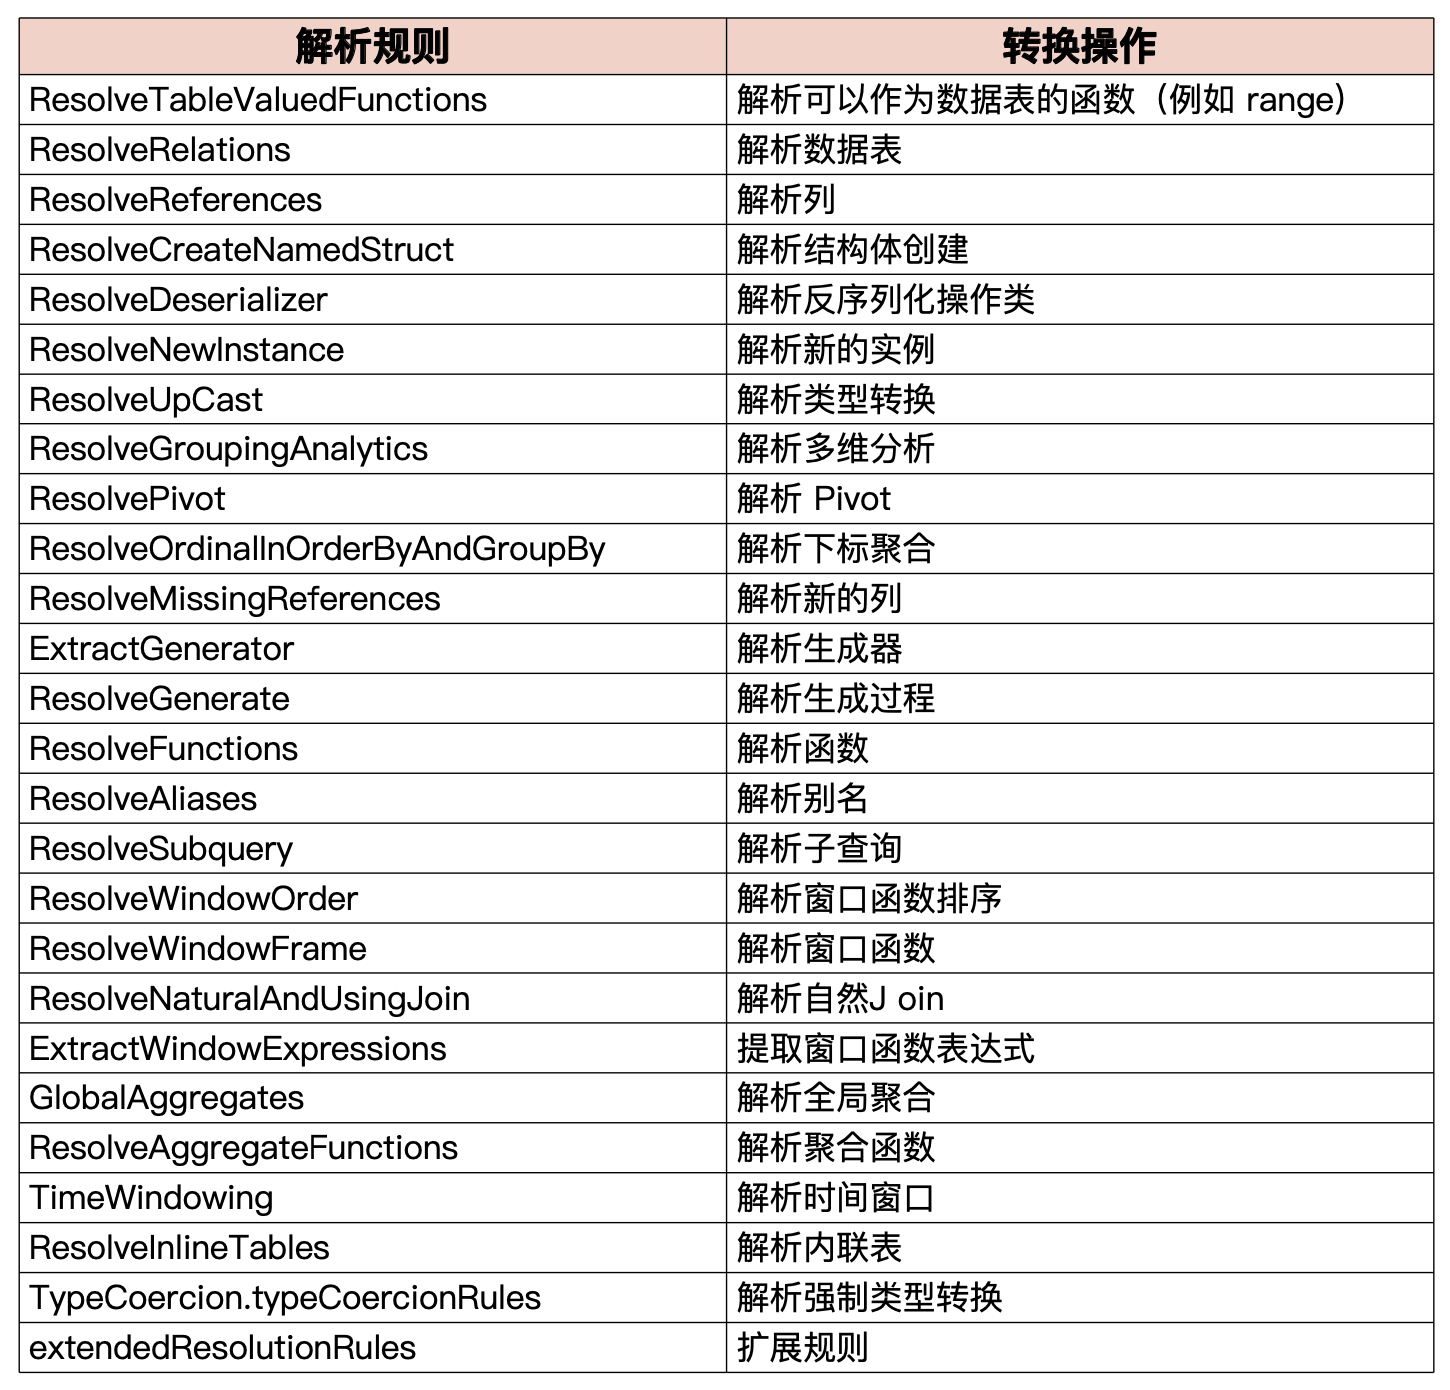 解析规则 转换操作
ResolveTableValuedFunctions 解析可以作为数据表的函数（例如 range）
ResolveRelations 解析数据表
ResolveReferences 解析列
ResolveCreateNamedStruct 解析结构体创建
ResolveDeserializer 解析反序列化操作类
ResolveNewInstance 解析新的实例
ResolveUpCast 解析类型转换
ResolveGroupingAnalytics 解析多维分析
ResolvePivot 解析 Pivot
ResolveOrdinalInOrderByAndGroupBy 解析下标聚合
ResolveMissingReferences 解析新的列
ExtractGenerator 解析生成器
ResolveGenerate 解析生成过程
ResolveFunctions 解析函数
ResolveAliases 解析别名
ResolveSubquery 解析子查询
ResolveWindowOrder 解析窗口函数排序
ResolveWindowFrame 解析窗口函数
ResolveNaturalAndUsingJoin 解析自然J oin
ExtractWindowExpressions 提取窗口函数表达式
GlobalAggregates 解析全局聚合
ResolveAggregateFunctions 解析聚合函数
TimeWindowing 解析时间窗口
ResolveInlineTables 解析内联表
TypeCoercion.typeCoercionRules 解析强制类型转换
extendedResolutionRules 扩展规则